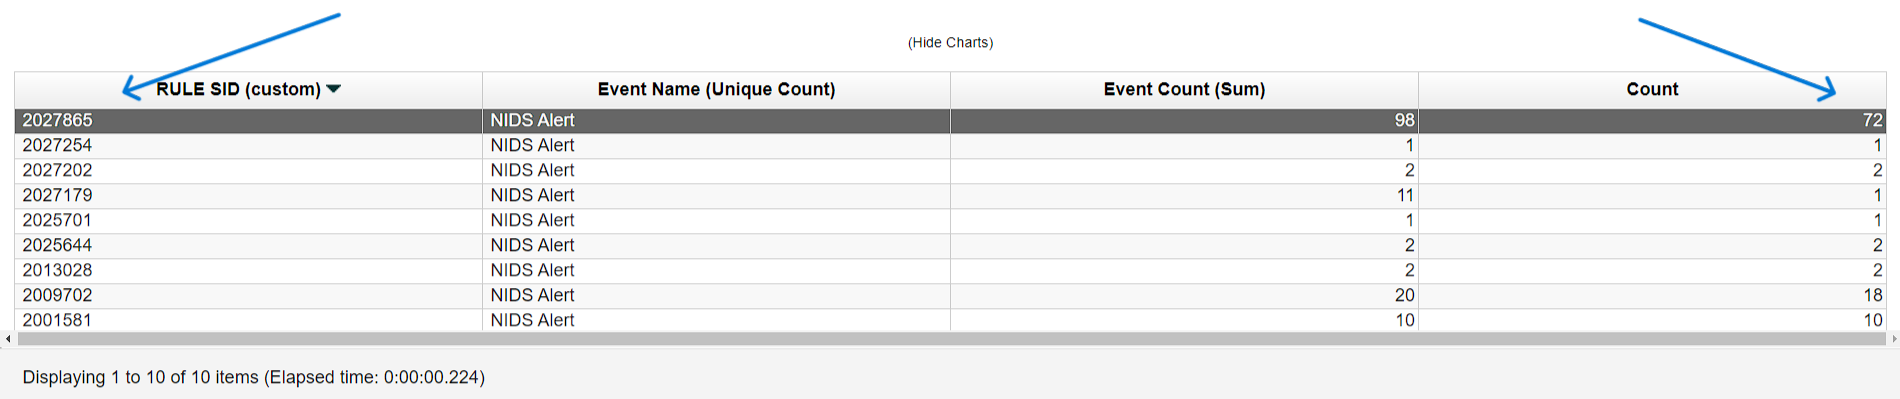 (Hide Charts)
RULE SID (custom) Event Name (Unique Count) Event Count (Sum) Count
2027865 NIDS Alert 98 72
2027254 NIDS Alert 1 1
2027202 NIDS Alert 2 2
2027179 NIDS Alert 11 1
2025701 NIDS Alert 1 1
2025644 NIDS Alert 2 2
2013028 NIDS Alert 2 2
2009702 NIDS Alert 20 18
2001581 NIDS Alert 10 10
Displaying 1 to 10 of 10 items (Elapsed time: 0:00:00.224)